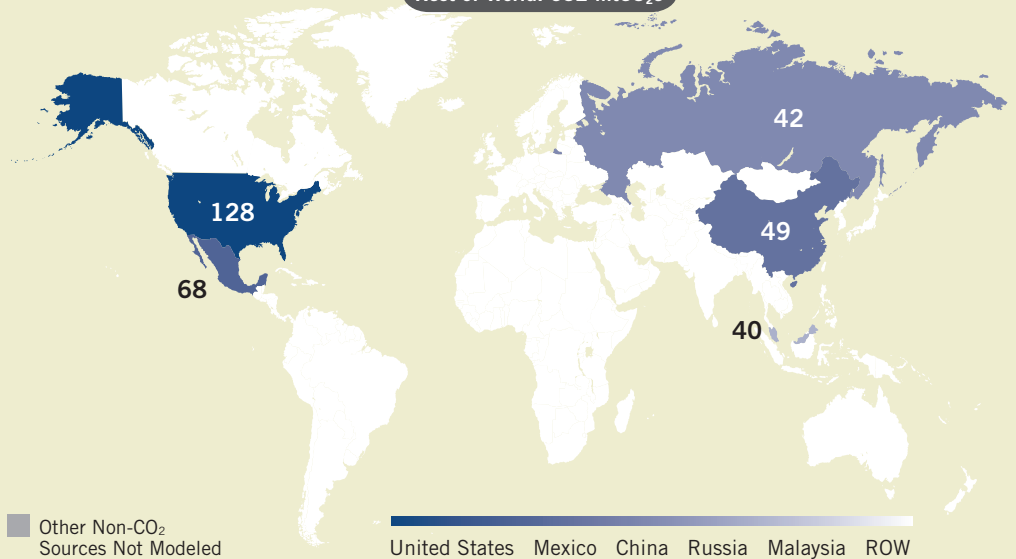 42
128
49
68
40
Other Non-CO₂
Sources Not Modeled
United States Mexico China Russia Malaysia ROW